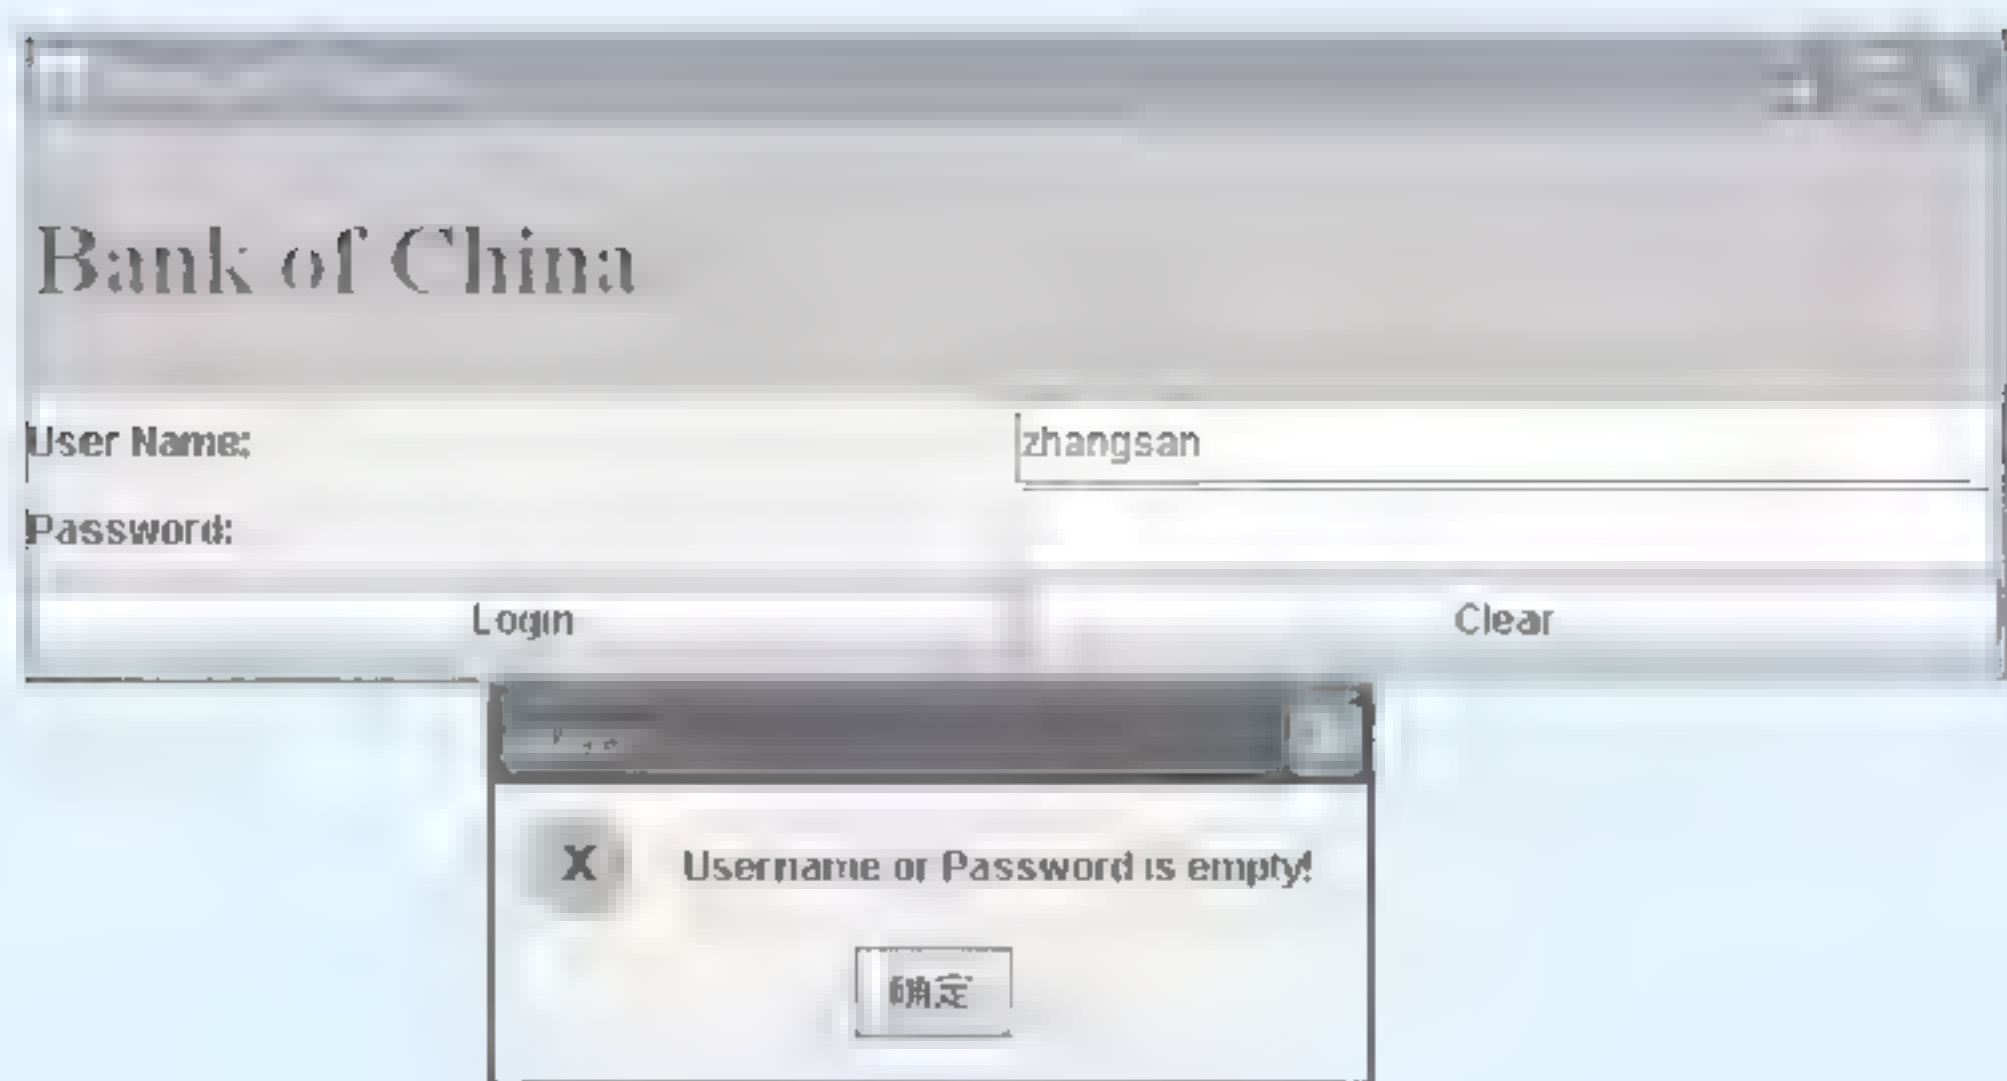 Bank of China
User Name:
zhangsan
Password:
Login
Clear
Username or Password is empty!
确定